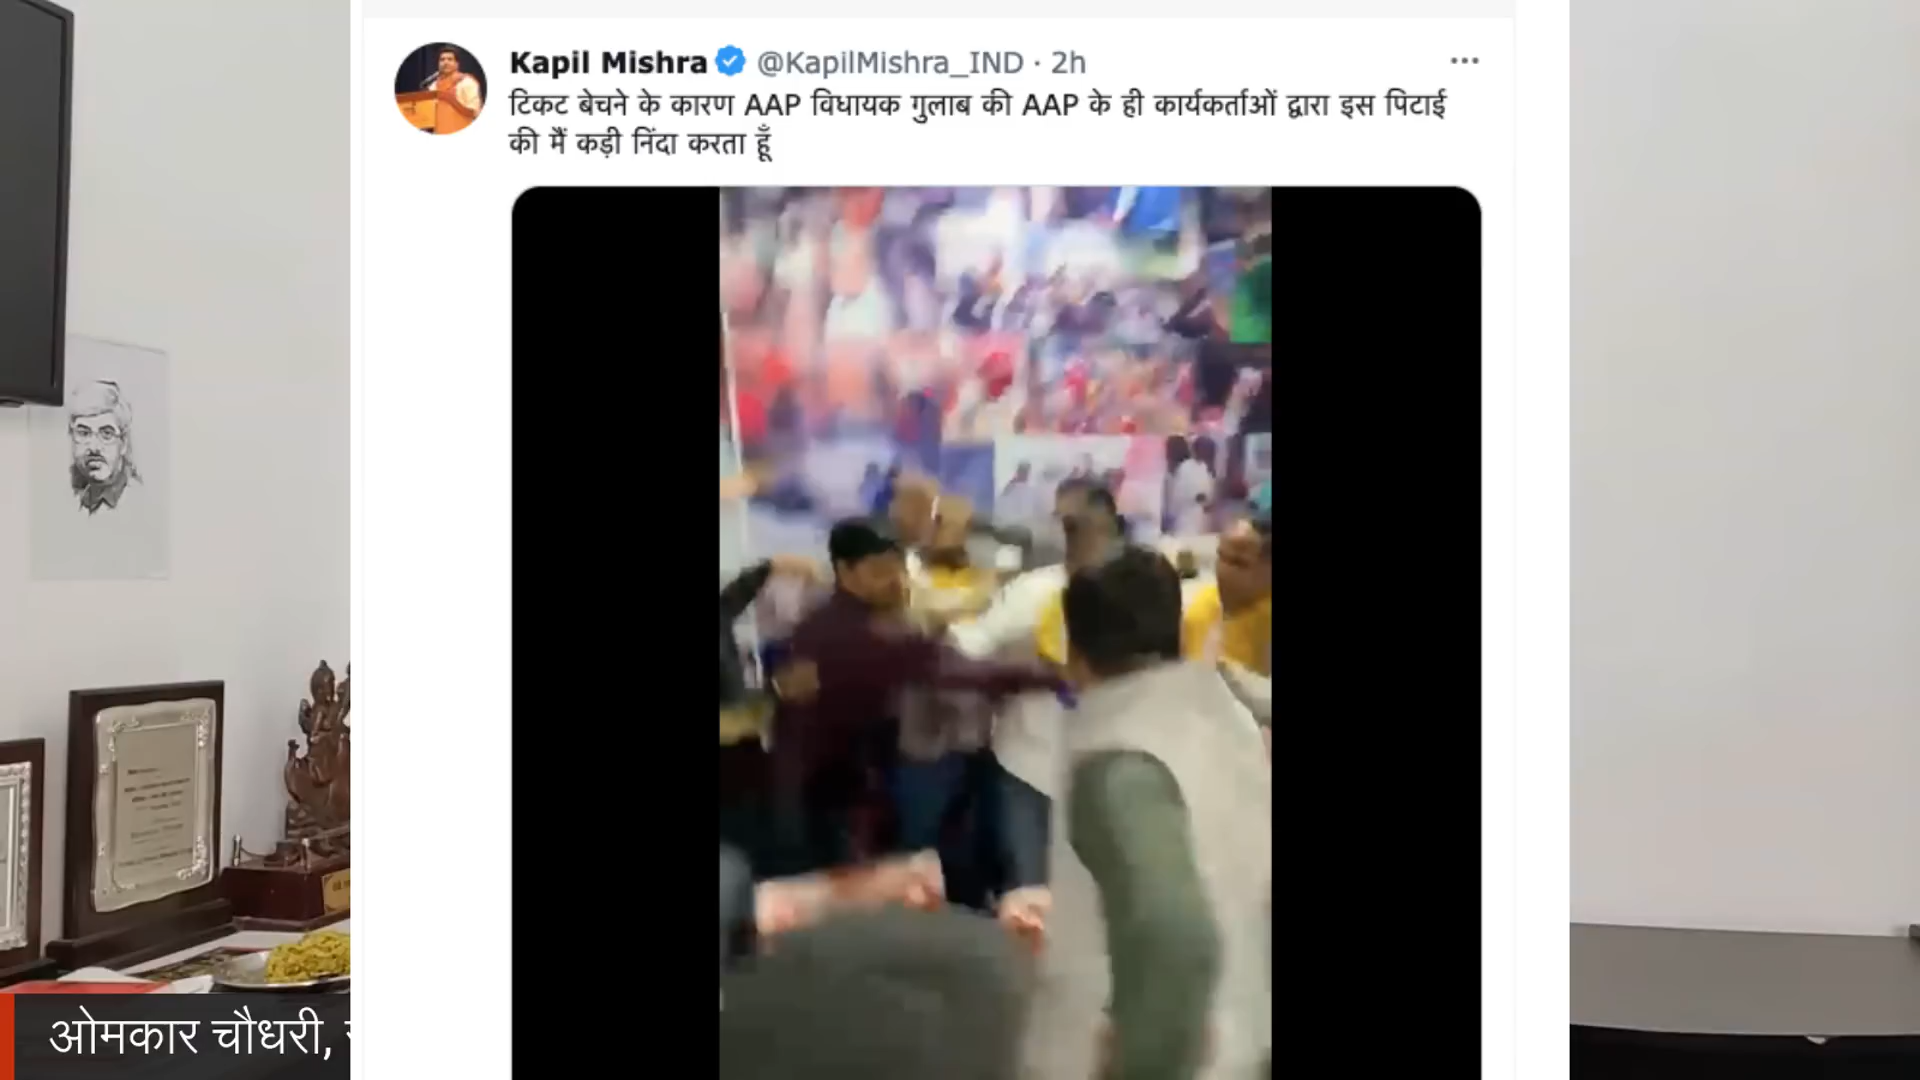 Kapil Mishra @KapilMishra_IND · 2h
टिकट बेचने के कारण AAP विधायक गुलाब की AAP के ही कार्यकर्ताओं द्वारा इस पिटाई
की मैं कड़ी निंदा करता हूँ
ओमकार चौधरी,